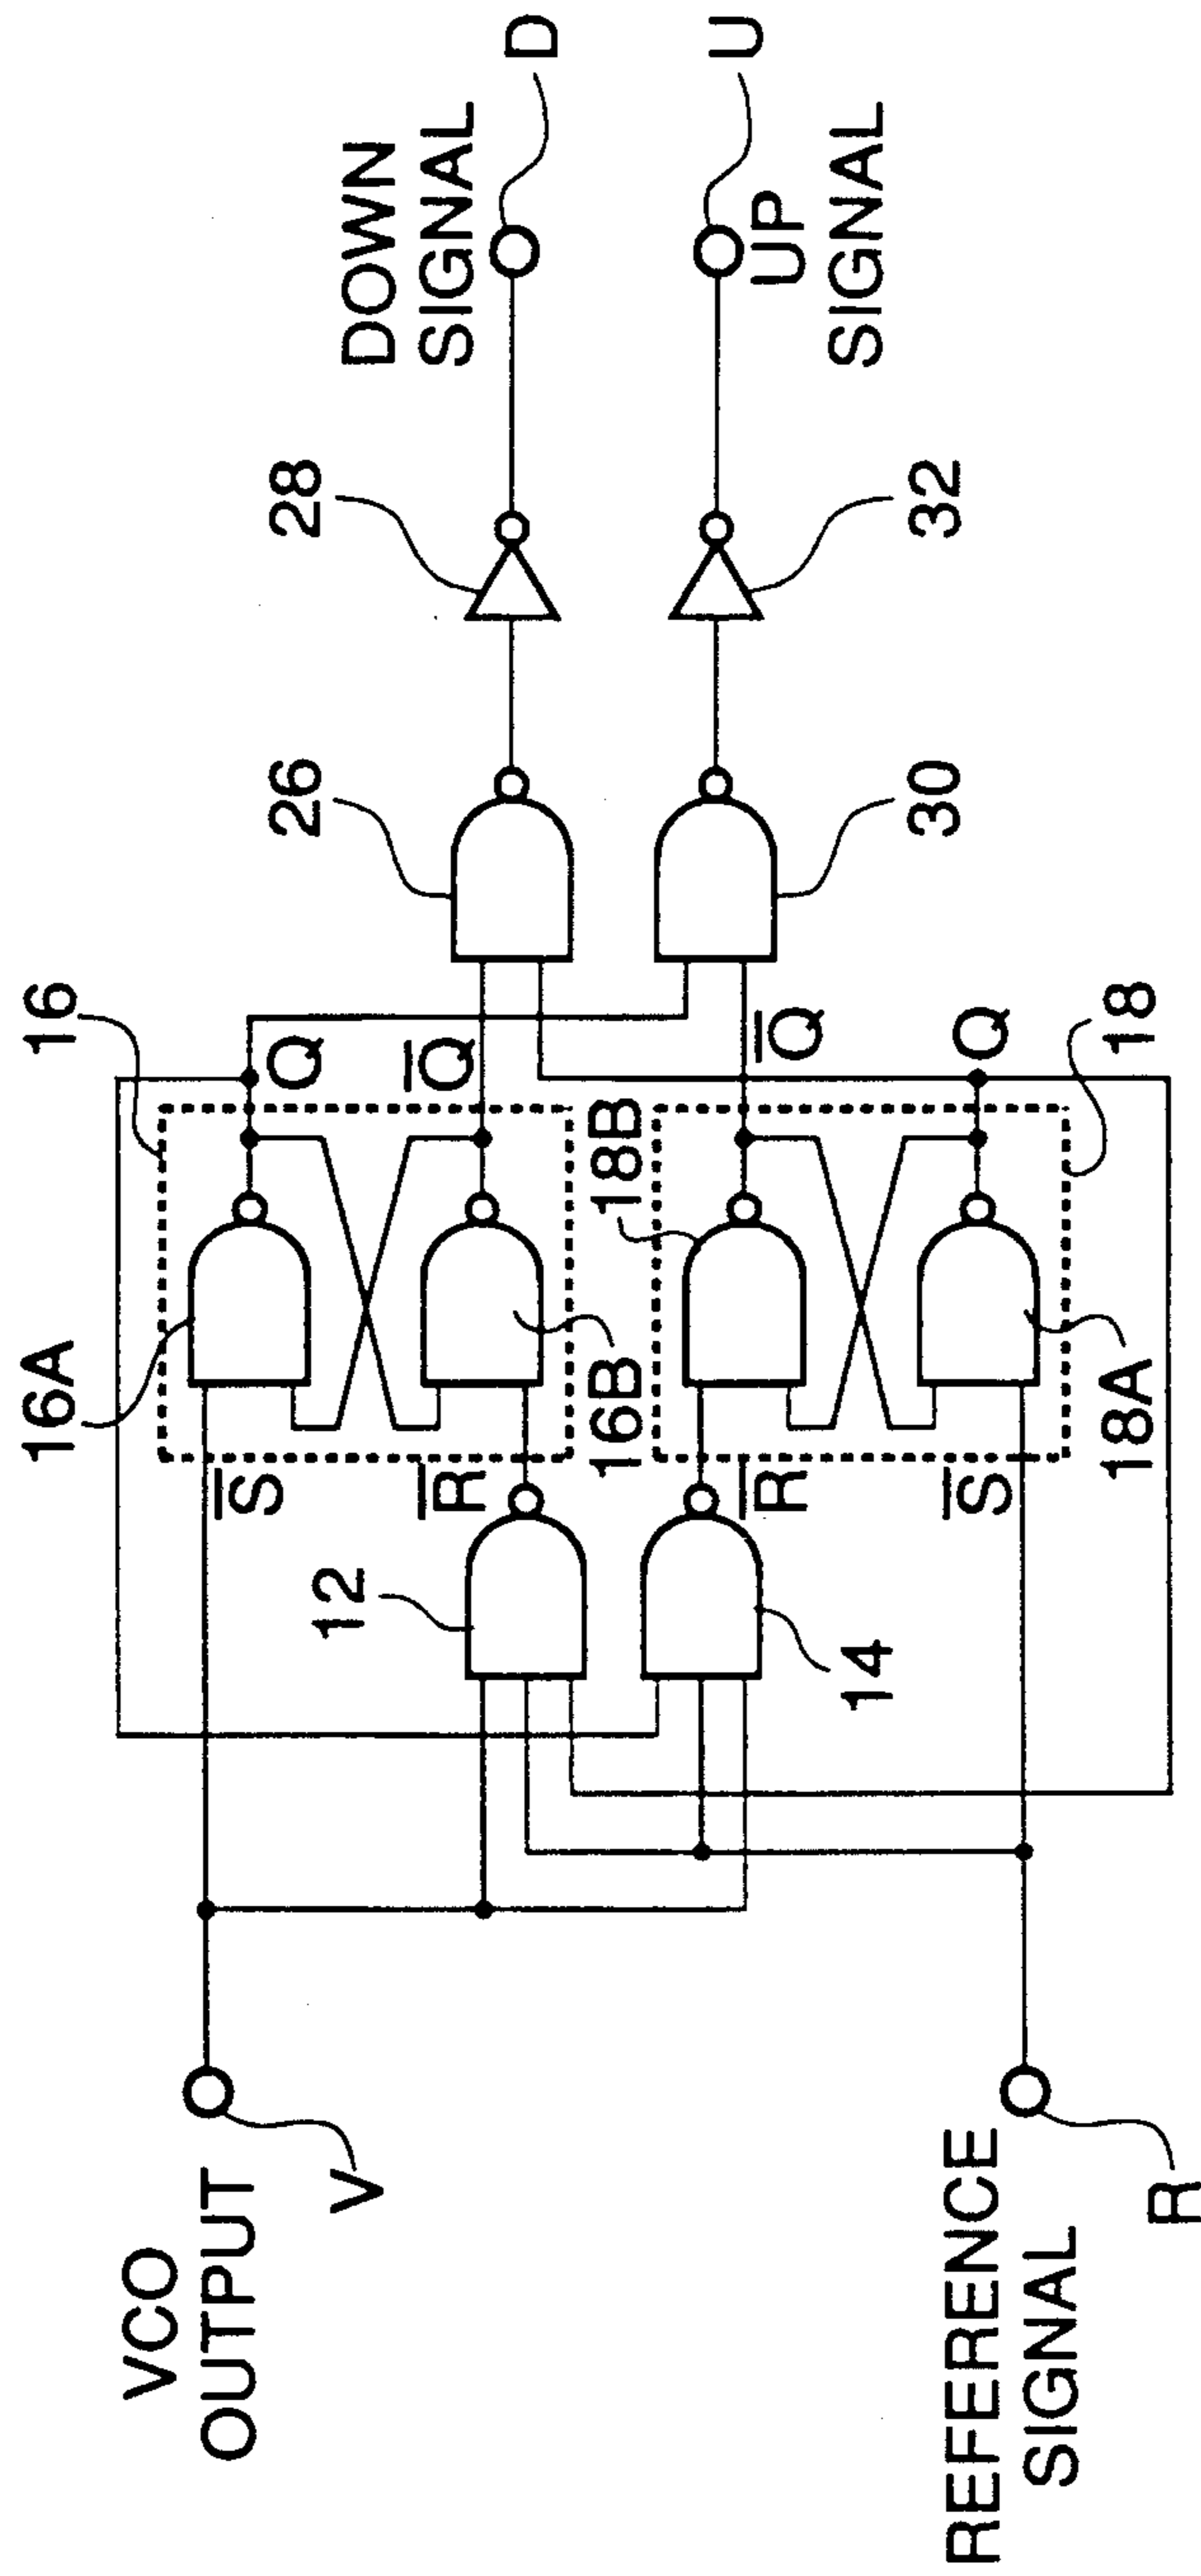 VCO
OUTPUT
V
REFERENCE
SIGNAL
R
12
14
16
16A
16B
S̅
R̅
Q
Q̅
18
18B
18A
R̅
S̅
Q̅
Q
26
28
30
32
DOWN
SIGNAL
D
UP
SIGNAL
U